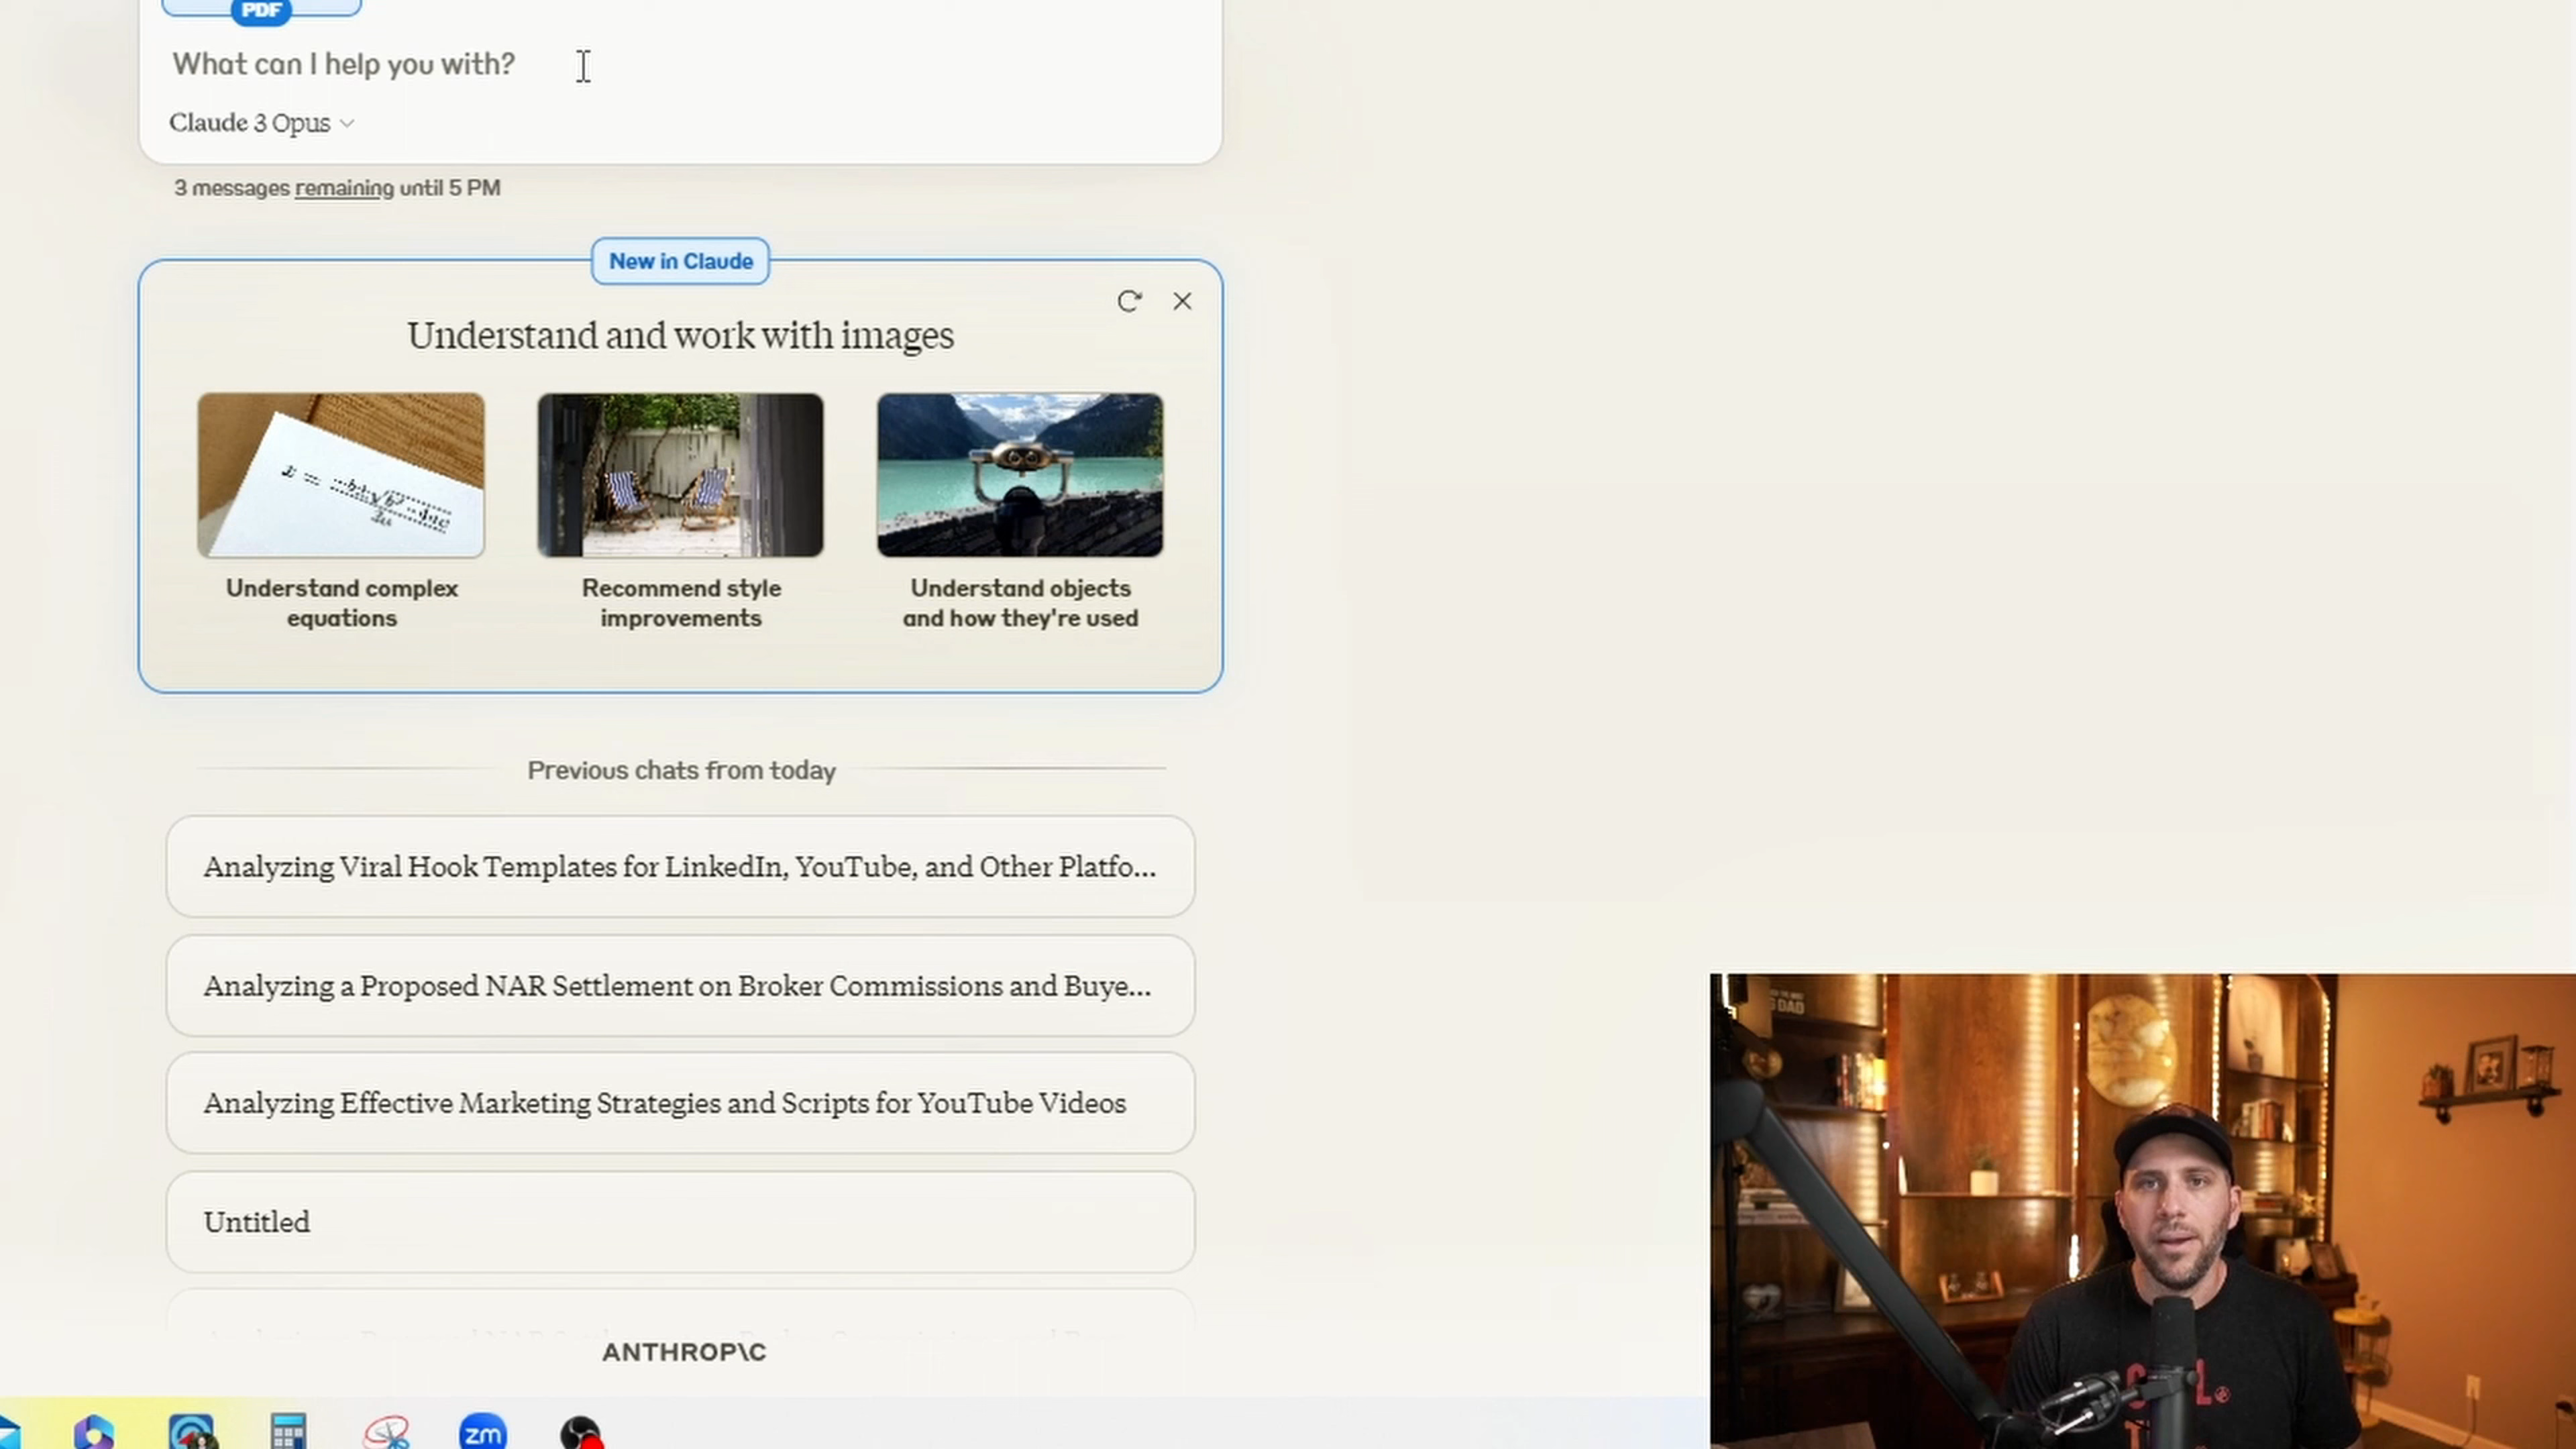 PDF
What can I help you with?
Claude 3 Opus
3 messages remaining until 5 PM
New in Claude
Understand and work with images
Understand complex
equations
Recommend style
improvements
Understand objects
and how they're used
Previous chats from today
Analyzing Viral Hook Templates for LinkedIn, YouTube, and Other Platfo...
Analyzing a Proposed NAR Settlement on Broker Commissions and Buye...
Analyzing Effective Marketing Strategies and Scripts for YouTube Videos
Untitled
ANTHROP\C
zm
DAD